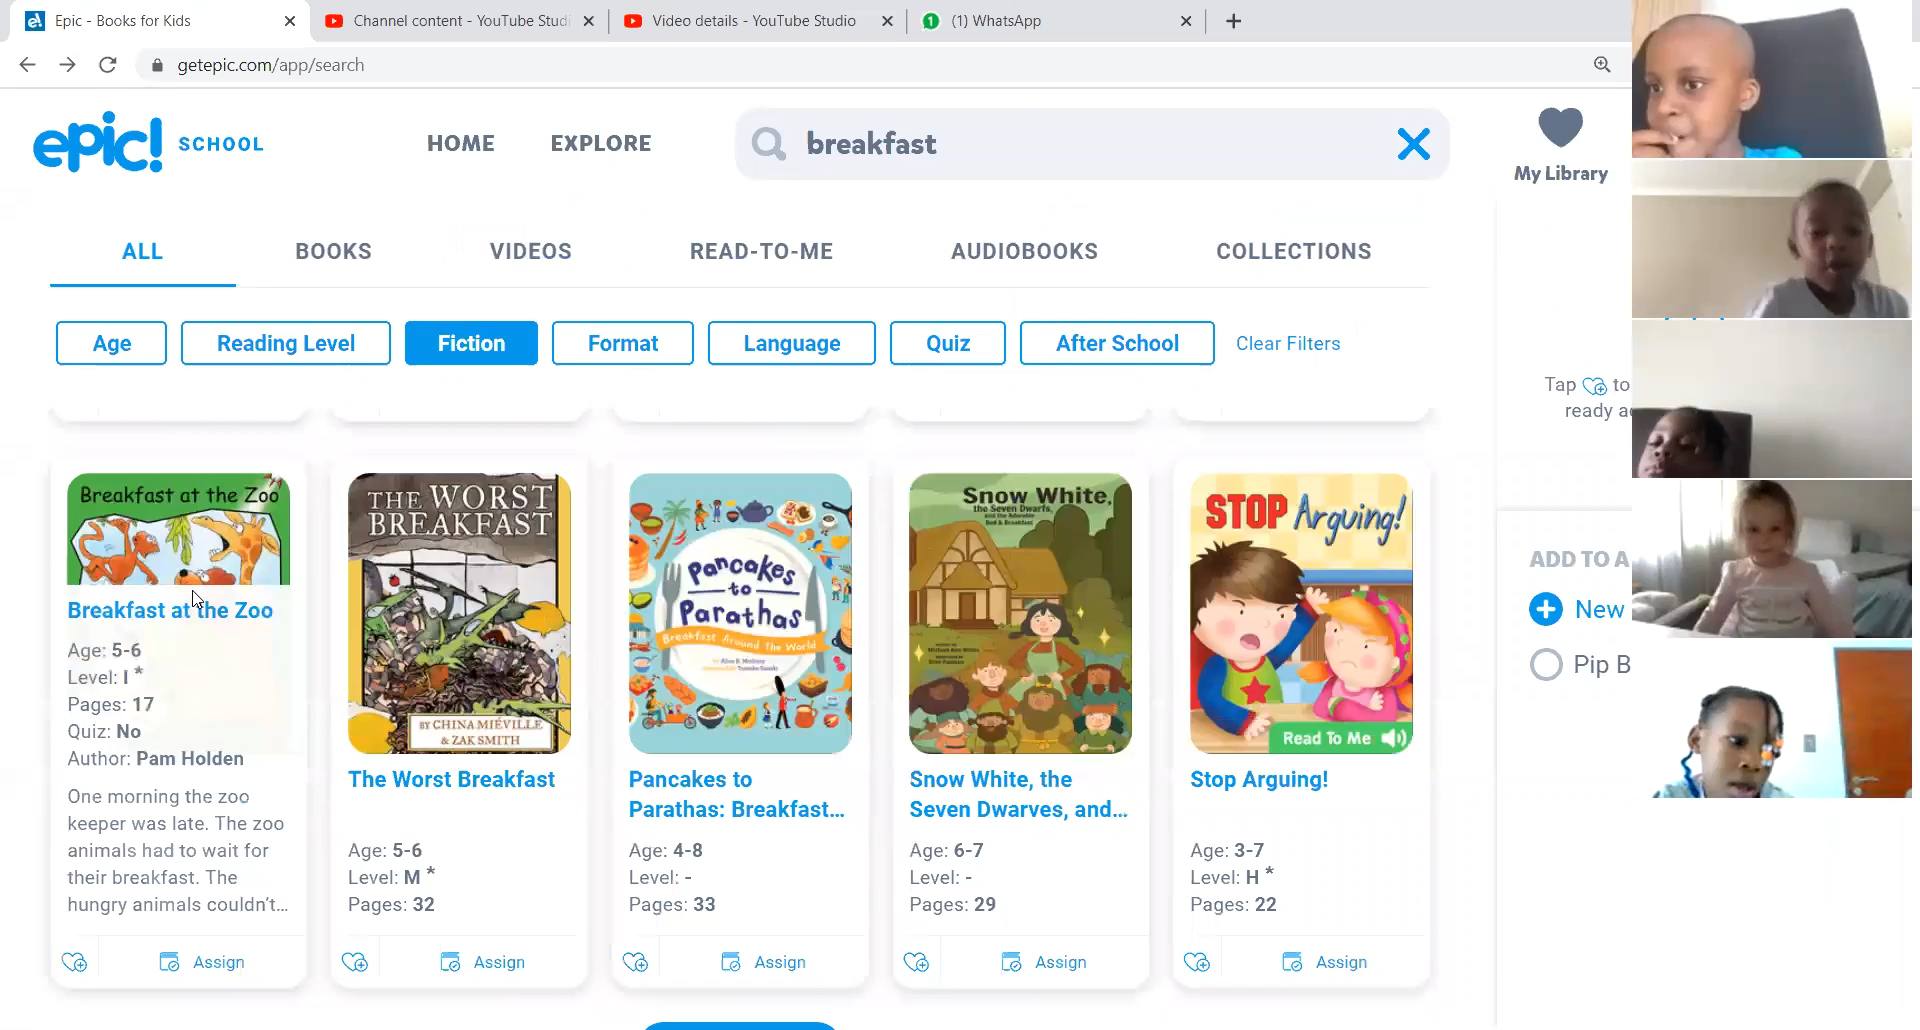 Epic - Books for Kids
Channel content - YouTube Studi
Video details - YouTube Studio
1
(1) WhatsApp
getepic.com/app/search
epic! SCHOOL
HOME
EXPLORE
breakfast
My Library
ALL
BOOKS
VIDEOS
READ-TO-ME
AUDIOBOOKS
COLLECTIONS
Age
Reading Level
Fiction
Format
Language
Quiz
After School
Clear Filters
Tap to
ready a
Breakfast at the Zoo
Breakfast at the Zoo
Age: 5-6
Level: I *
Pages: 17
Quiz: No
Author: Pam Holden
One morning the zoo
keeper was late. The zoo
animals had to wait for
their breakfast. The
hungry animals couldn't...
Assign
THE WORST
BREAKFAST
BY CHINA MIÉVILLE
& ZAK SMITH
The Worst Breakfast
Age: 5-6
Level: M *
Pages: 32
Assign
Pancakes
to
Parathas
Breakfast Around The World
Pancakes to
Parathas: Breakfast...
Age: 4-8
Level: -
Pages: 33
Assign
Snow White,
the Seven Dwarfs,
and the Adorable
Bed & Breakfast
Snow White, the
Seven Dwarves, and...
Age: 6-7
Level: -
Pages: 29
Assign
STOP Arguing!
Read To Me
Stop Arguing!
Age: 3-7
Level: H *
Pages: 22
Assign
ADD TO A
New
Pip B